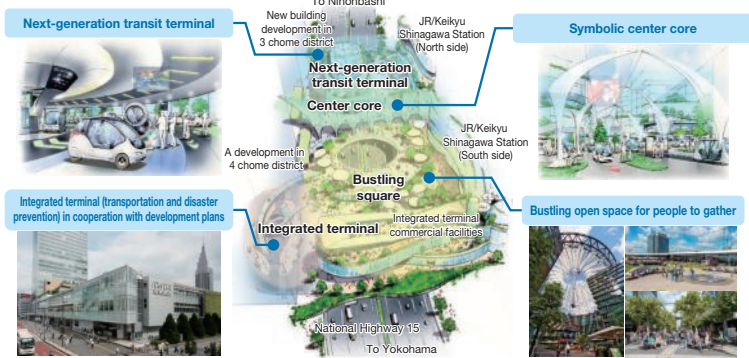 To Nihonbashi
Next-generation transit terminal
New building
development in
3 chome district
JR/Keikyu
Shinagawa Station
(North side)
Symbolic center core
Next-generation
transit terminal
Center core
A development in
4 chome district
JR/Keikyu
Shinagawa Station
(South side)
Bustling
square
Integrated terminal (transportation and disaster
prevention) in cooperation with development plans
Integrated terminal
Integrated terminal
commercial facilities
Bustling open space for people to gather
National Highway 15
To Yokohama